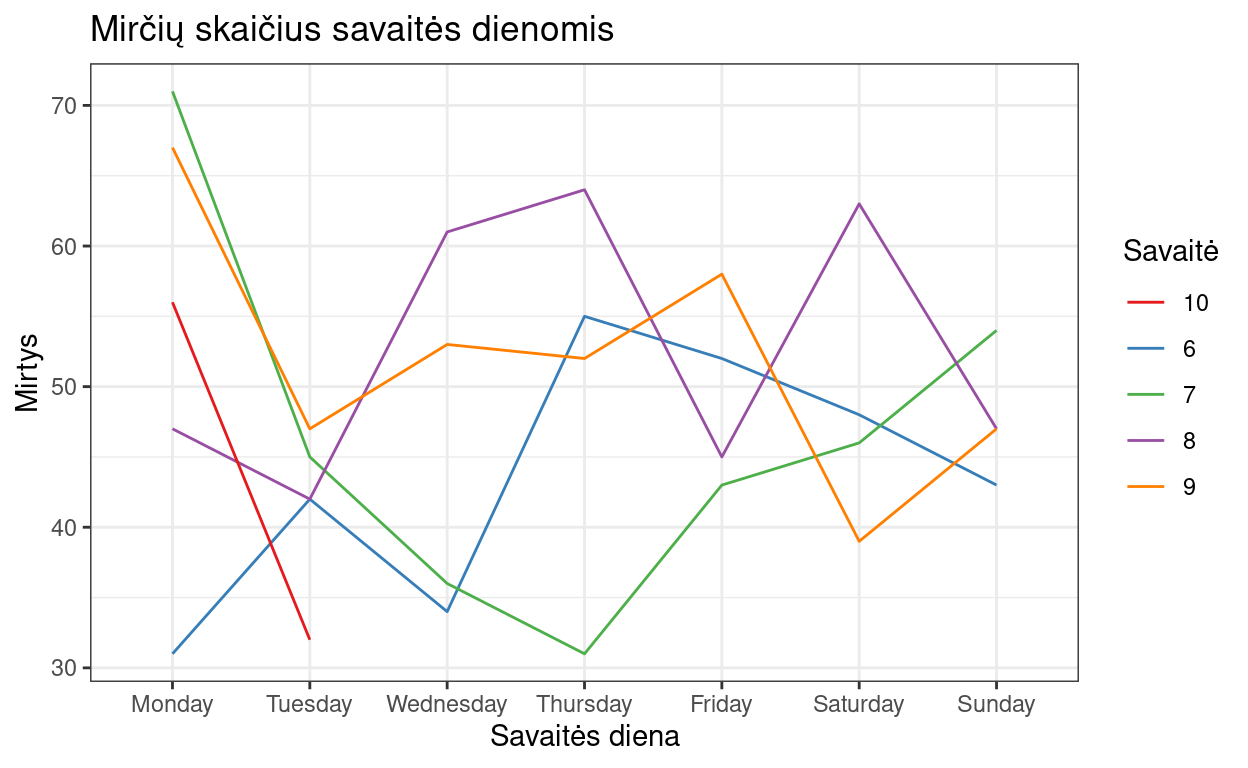 Mirčių skaičius savaitės dienomis
Mirtys
70
60
50
40
30
Monday Tuesday Wednesday Thursday Friday Saturday Sunday
Savaitės diena
Savaitė
10
6
7
8
9